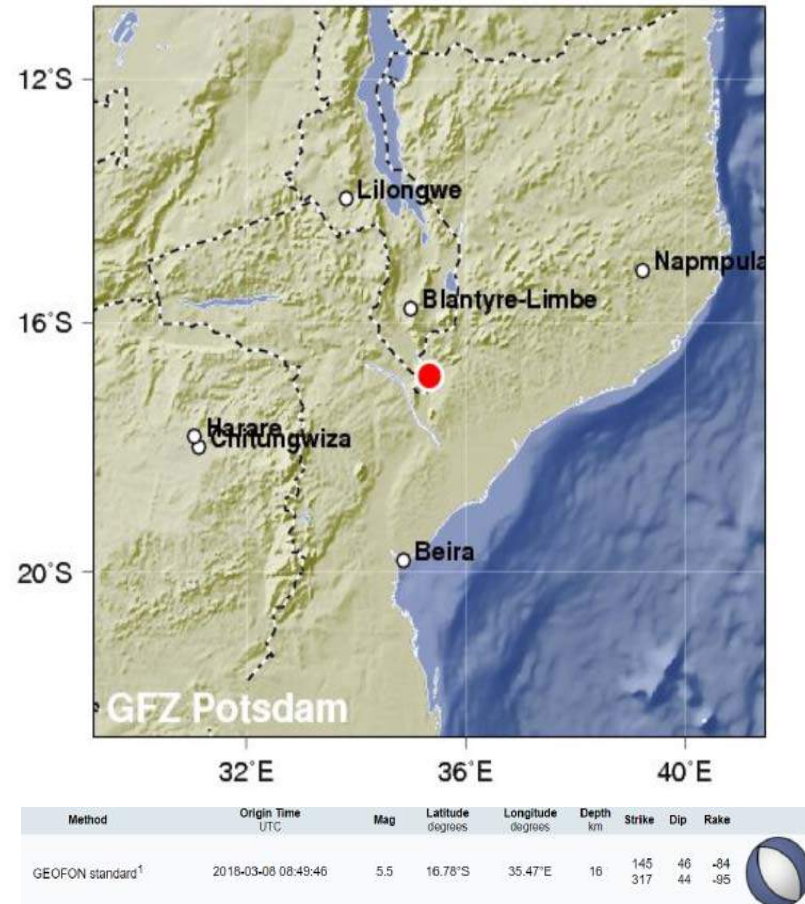 12°S
Lilongwe
Napmpula
Blantyre-Limbe
16°S
Harare
Chitungwiza
Beira
20°S
GFZ Potsdam
32°E 36°E 40°E
Method Origin Time UTC Mag Latitude degrees Longitude degrees Depth km Strike Dip Rake
GEOFON standard¹ 2018-03-08 08:49:46 5.5 16.78°S 35.47°E 16 145 46 -84
317 44 -95